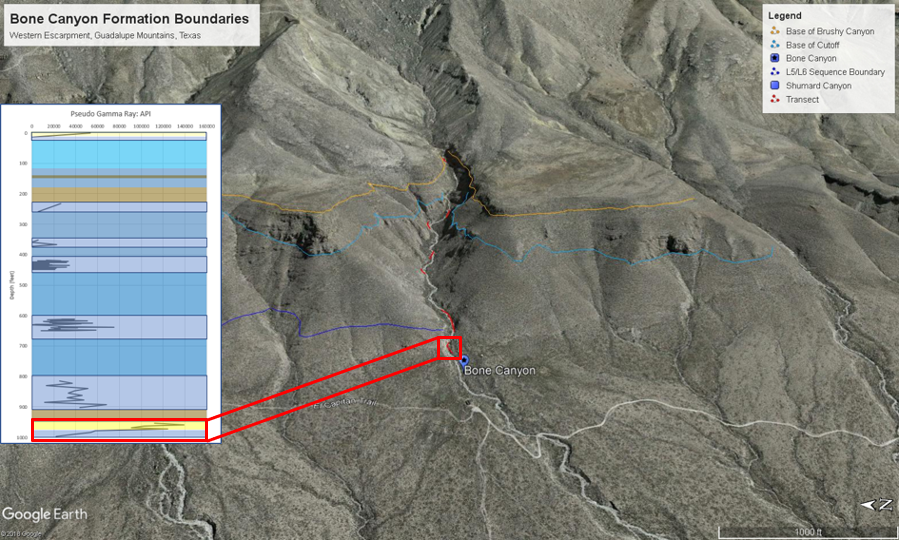 Bone Canyon Formation Boundaries
Western Escarpment, Guadalupe Mountains, Texas
Legend
Base of Brushy Canyon
Base of Cutoff
Bone Canyon
L5/L6 Sequence Boundary
Shumard Canyon
Transect
Pseudo Gamma Ray: API
0 20000 40000 60000 80000 100000 120000 140000 160000
0
100
200
300
400
500
600
700
800
900
1000
Depth (feet)
Bone Canyon
El Capitan Trail
Google Earth
© 2018 Google
N
1000 ft